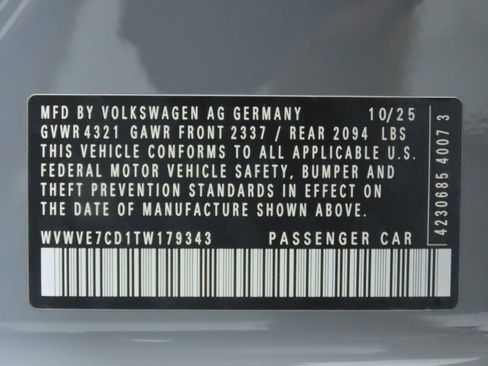 MFD BY VOLKSWAGEN AG GERMANY 10/25
GVWR 4321 GAWR FRONT 2337 / REAR 2094 LBS
THIS VEHICLE CONFORMS TO ALL APPLICABLE U.S.
FEDERAL MOTOR VEHICLE SAFETY, BUMPER AND
THEFT PREVENTION STANDARDS IN EFFECT ON
THE DATE OF MANUFACTURE SHOWN ABOVE.
WVWVE7CD1TW179343 PASSENGER CAR
4230685 4007 3